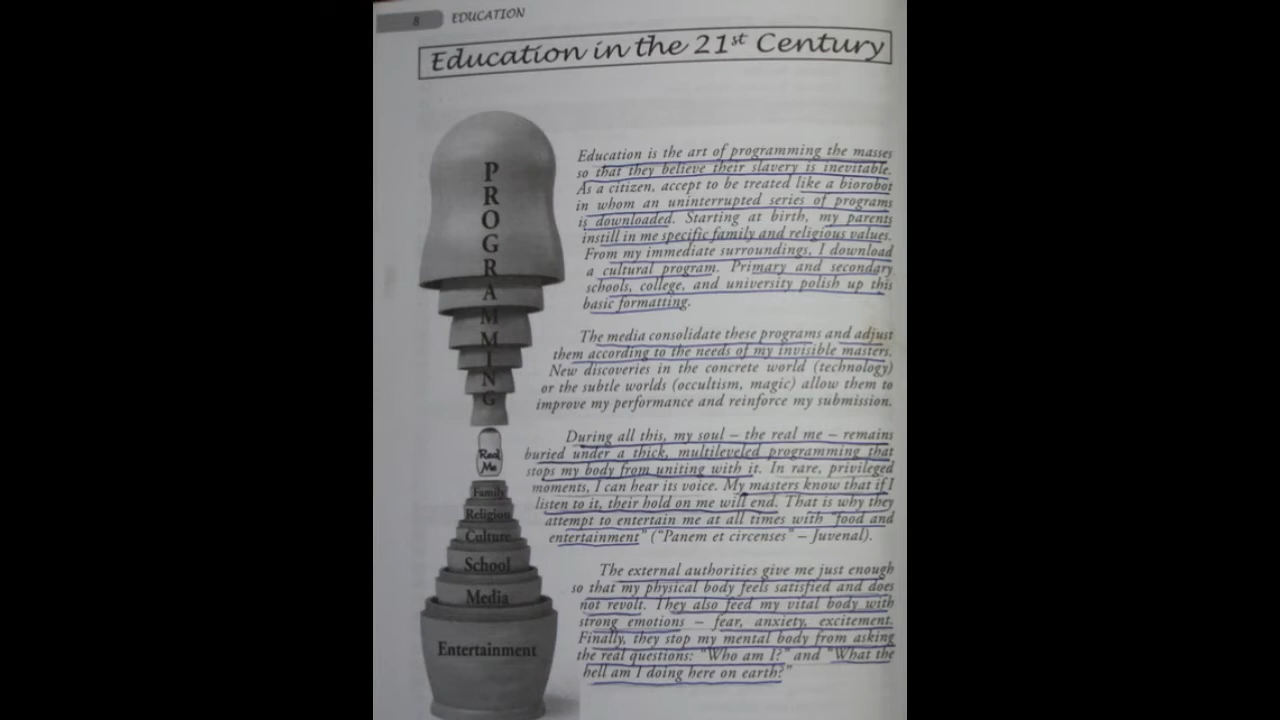 8 EDUCATION
Education in the 21st Century
PROGRAMMING
Real
Me
Family
Religion
Culture
School
Media
Entertainment
Education is the art of programming the masses
so that they believe their slavery is inevitable.
As a citizen, accept to be treated like a biorobot
in whom an uninterrupted series of programs
is downloaded. Starting at birth, my parents
instill in me specific family and religious values.
From my immediate surroundings, I download
a cultural program. Primary and secondary
schools, college, and university polish up this
basic formatting.
The media consolidate these programs and adjust
them according to the needs of my invisible masters.
New discoveries in the concrete world (technology)
or the subtle worlds (occultism, magic) allow them to
improve my performance and reinforce my submission.
During all this, my soul – the real me – remains
buried under a thick, multileveled programming that
stops my body from uniting with it. In rare, privileged
moments, I can hear its voice. My masters know that if I
listen to it, their hold on me will end. That is why they
attempt to entertain me at all times with "food and
entertainment" ("Panem et circenses" – Juvenal).
The external authorities give me just enough
so that my physical body feels satisfied and does
not revolt. They also feed my vital body with
strong emotions – fear, anxiety, excitement.
Finally, they stop my mental body from asking
the real questions: "Who am I?" and "What the
hell am I doing here on earth?"